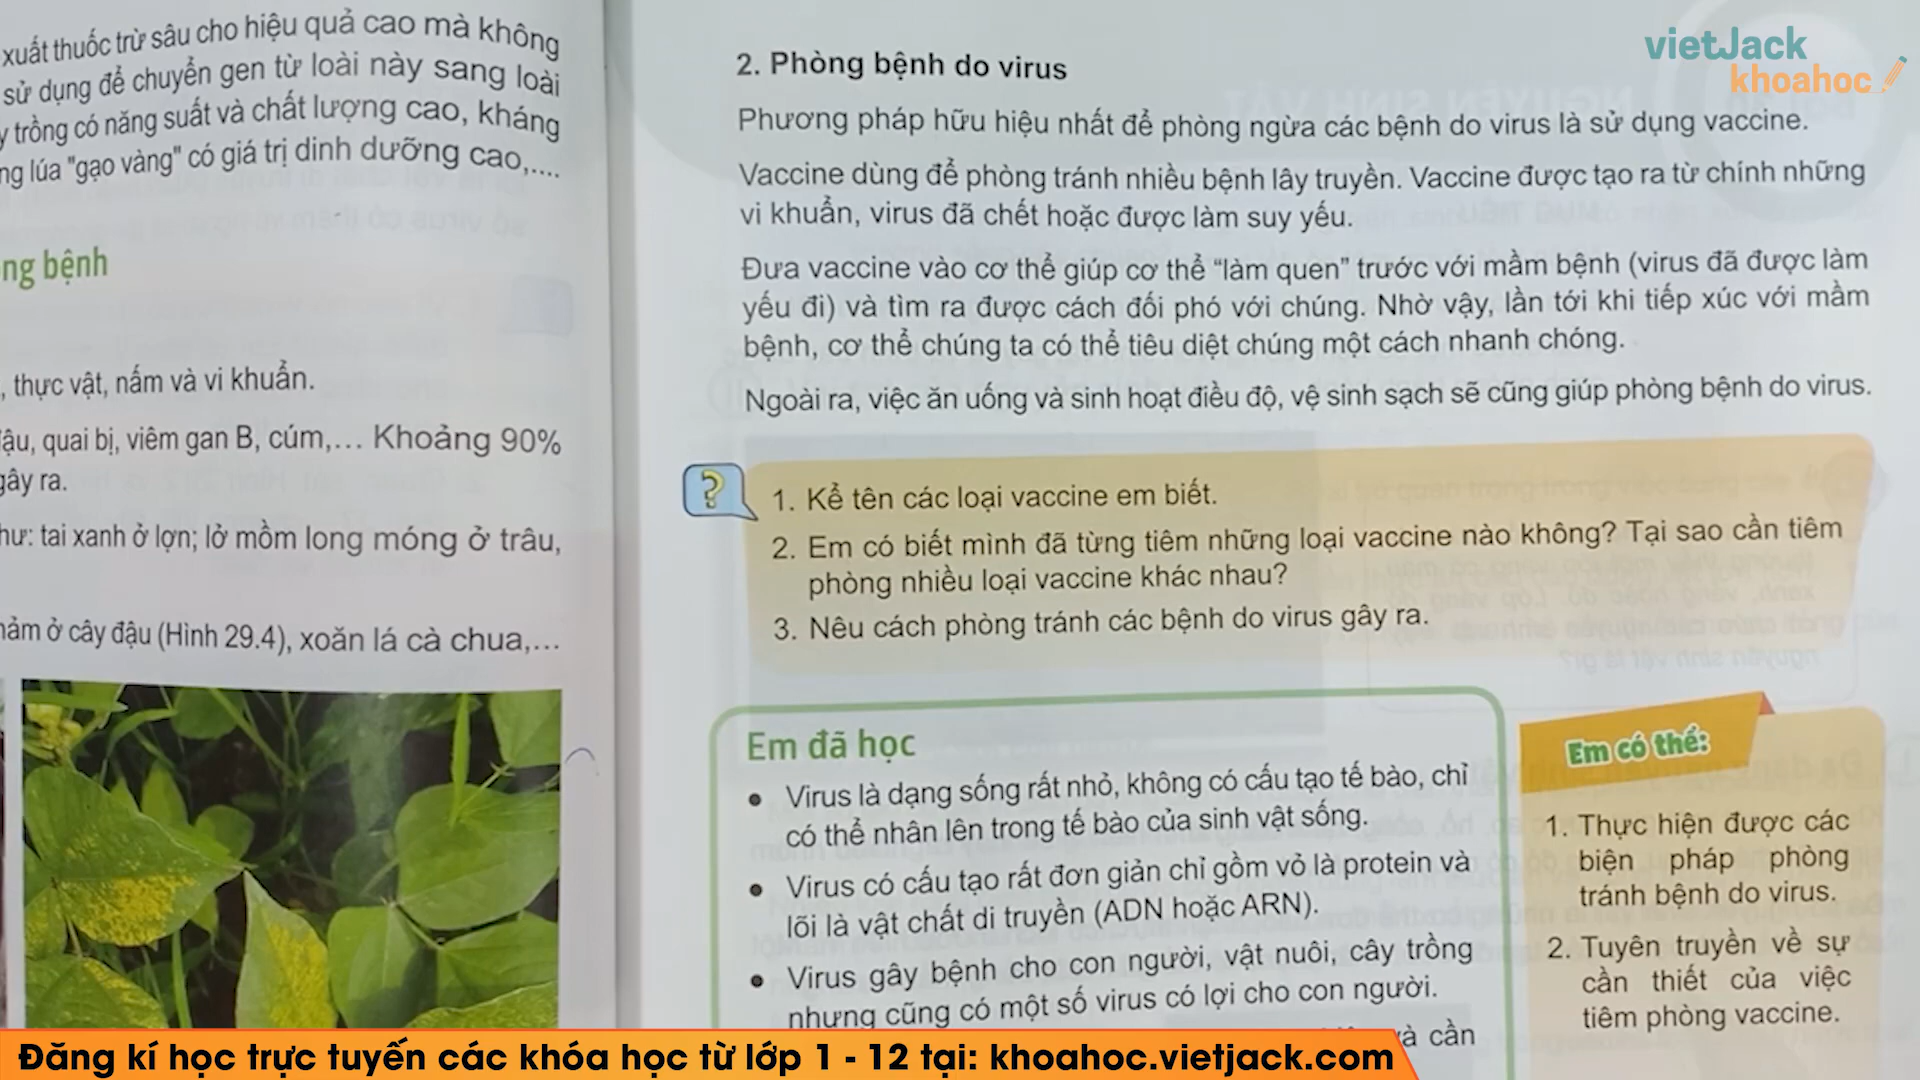 xuất thuốc trừ sâu cho hiệu quả cao mà không
sử dụng để chuyển gen từ loài này sang loài
y trồng có năng suất và chất lượng cao, kháng
ng lúa "gạo vàng" có giá trị dinh dưỡng cao,....
ng bệnh
, thực vật, nấm và vi khuẩn.
đậu, quai bị, viêm gan B, cúm,... Khoảng 90%
gây ra.
hư: tai xanh ở lợn; lở mồm long móng ở trâu,
hảm ở cây đậu (Hình 29.4), xoăn lá cà chua,...
vietJack
khoahoc
2. Phòng bệnh do virus
Phương pháp hữu hiệu nhất để phòng ngừa các bệnh do virus là sử dụng vaccine.
Vaccine dùng để phòng tránh nhiều bệnh lây truyền. Vaccine được tạo ra từ chính những
vi khuẩn, virus đã chết hoặc được làm suy yếu.
Đưa vaccine vào cơ thể giúp cơ thể “làm quen” trước với mầm bệnh (virus đã được làm
yếu đi) và tìm ra được cách đối phó với chúng. Nhờ vậy, lần tới khi tiếp xúc với mầm
bệnh, cơ thể chúng ta có thể tiêu diệt chúng một cách nhanh chóng.
Ngoài ra, việc ăn uống và sinh hoạt điều độ, vệ sinh sạch sẽ cũng giúp phòng bệnh do virus.
?
1. Kể tên các loại vaccine em biết.
2. Em có biết mình đã từng tiêm những loại vaccine nào không? Tại sao cần tiêm
phòng nhiều loại vaccine khác nhau?
3. Nêu cách phòng tránh các bệnh do virus gây ra.
Em đã học
• Virus là dạng sống rất nhỏ, không có cấu tạo tế bào, chỉ
có thể nhân lên trong tế bào của sinh vật sống.
• Virus có cấu tạo rất đơn giản chỉ gồm vỏ là protein và
lõi là vật chất di truyền (ADN hoặc ARN).
• Virus gây bệnh cho con người, vật nuôi, cây trồng
nhưng cũng có một số virus có lợi cho con người.
và cần
Em có thể:
1. Thực hiện được các
biện pháp phòng
tránh bệnh do virus.
2. Tuyên truyền về sự
cần thiết của việc
tiêm phòng vaccine.
Đăng kí học trực tuyến các khóa học từ lớp 1 - 12 tại: khoahoc.vietjack.com